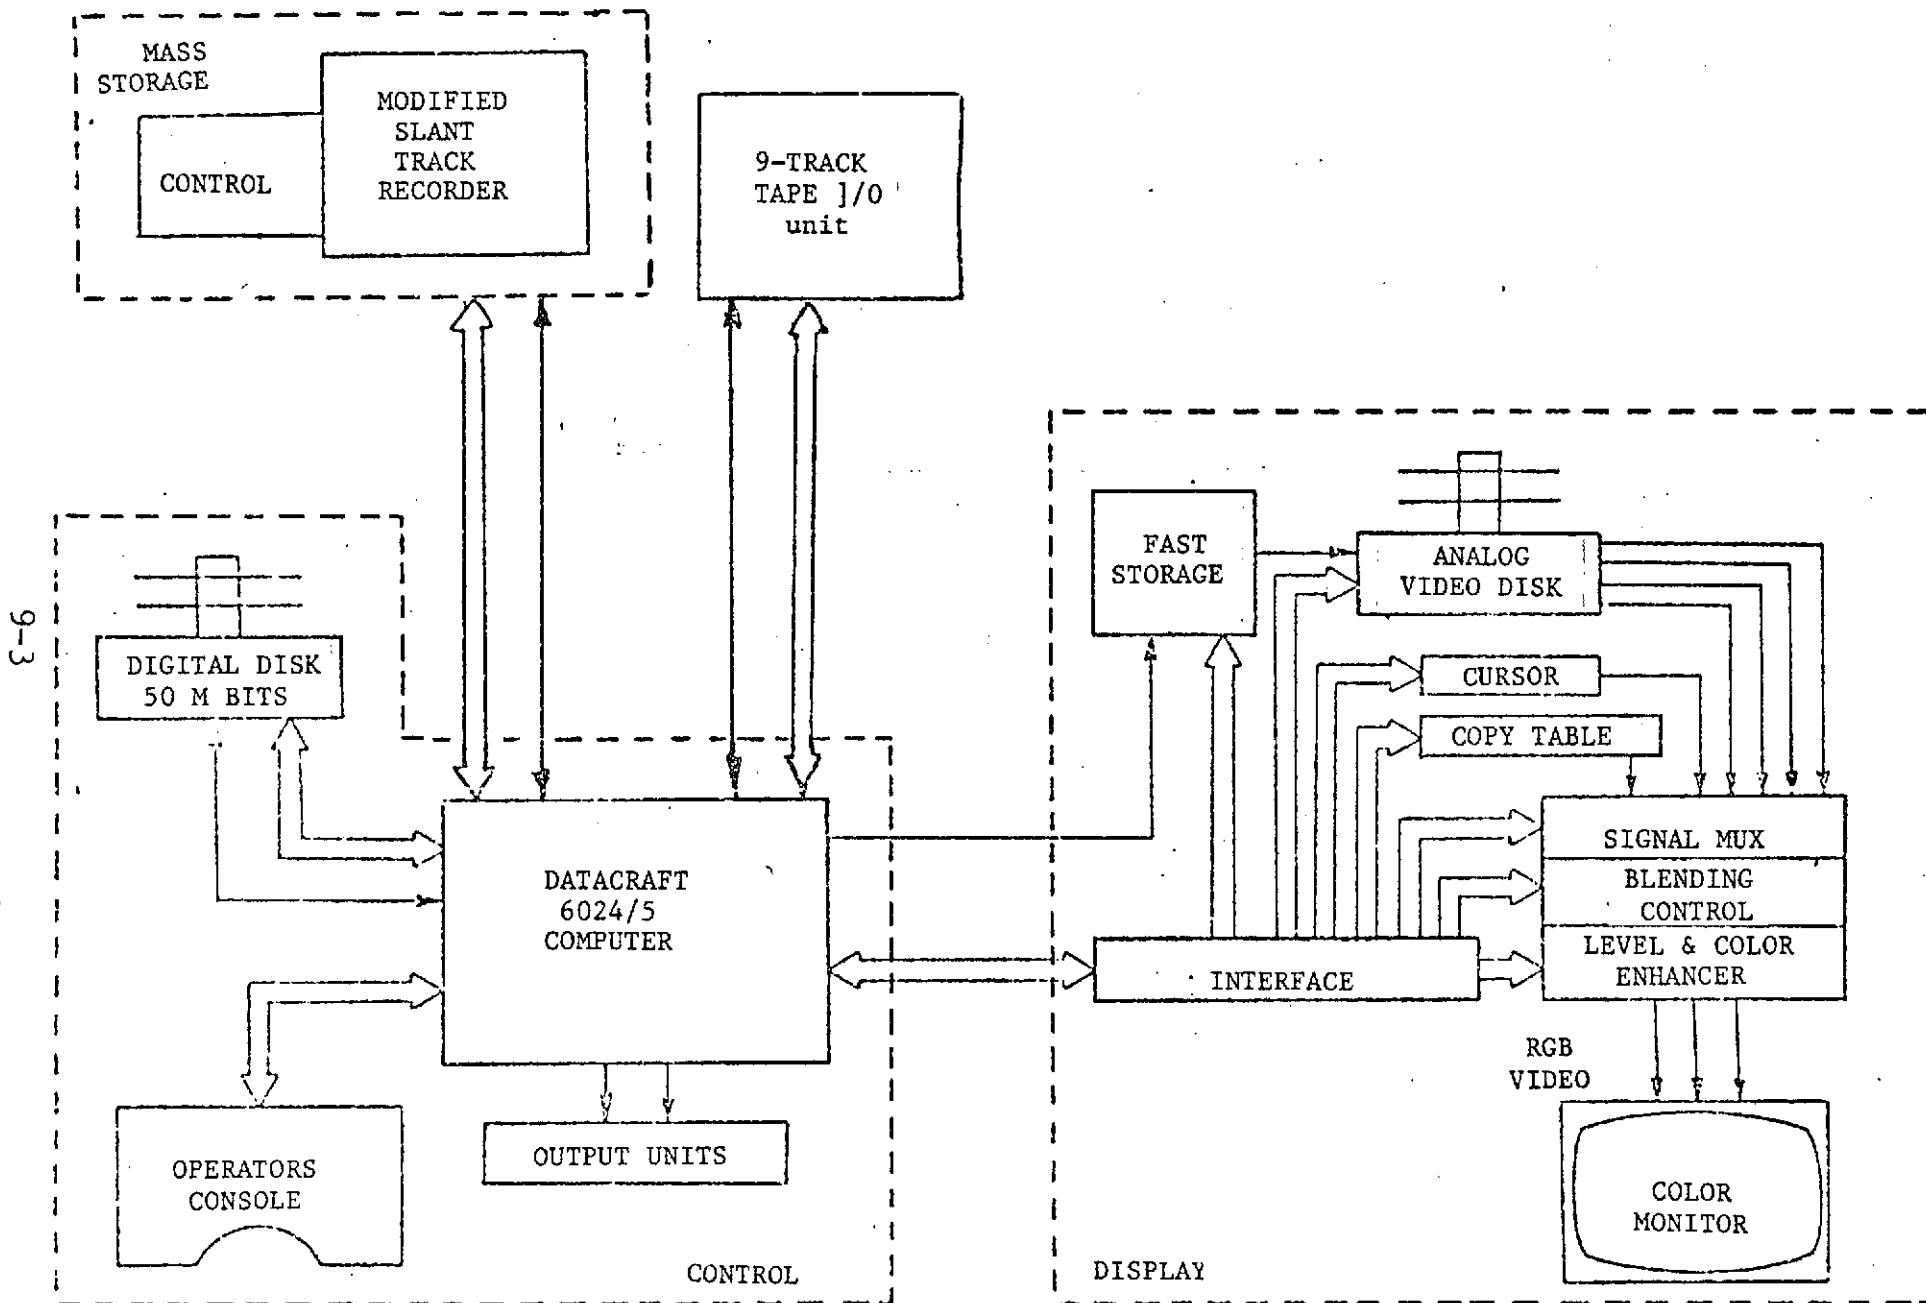 MASS
STORAGE
CONTROL
MODIFIED
SLANT
TRACK
RECORDER
9-TRACK
TAPE ]/O
unit
9-3
DIGITAL DISK
50 M BITS
DATACRAFT
6024/5
COMPUTER
OPERATORS
CONSOLE
OUTPUT UNITS
CONTROL
FAST
STORAGE
ANALOG
VIDEO DISK
CURSOR
COPY TABLE
SIGNAL MUX
BLENDING
CONTROL
LEVEL & COLOR
ENHANCER
INTERFACE
RGB
VIDEO
COLOR
MONITOR
DISPLAY